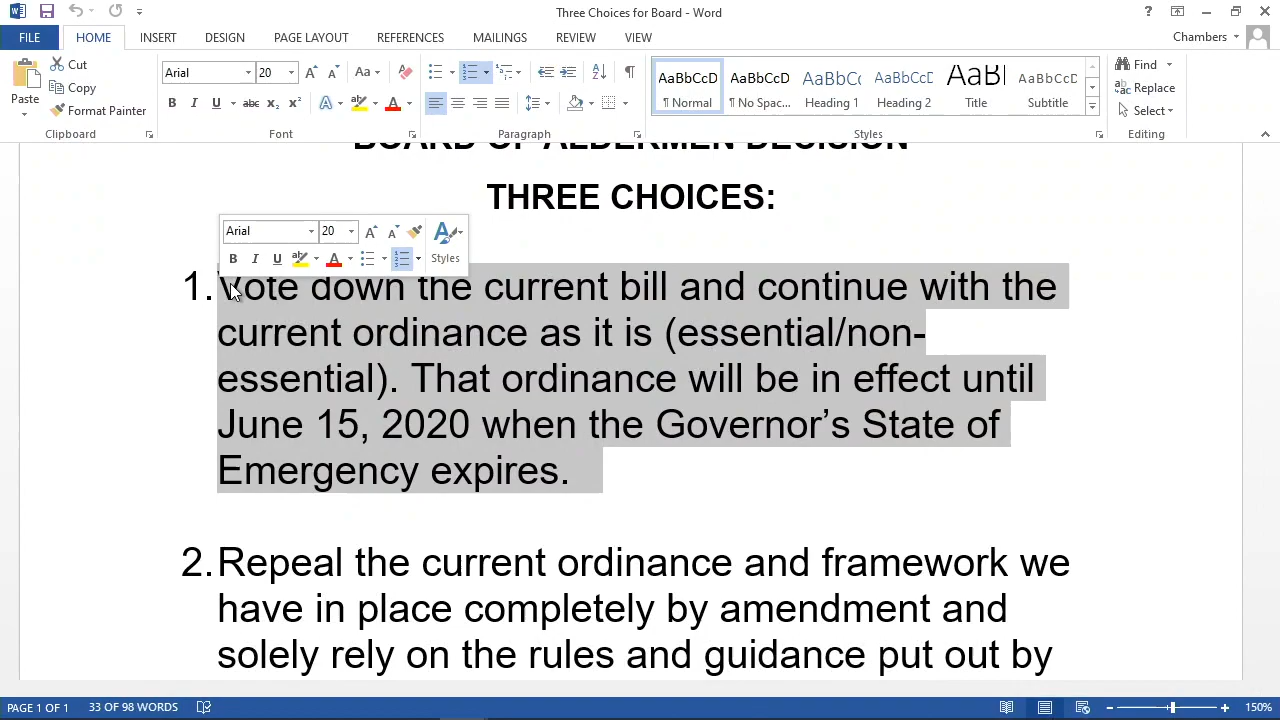 Three Choices for Board - Word
FILE HOME INSERT DESIGN PAGE LAYOUT REFERENCES MAILINGS REVIEW VIEW Chambers
Paste
Cut
Copy
Format Painter
Clipboard
Arial 20
Font
Paragraph
AaBbCcD AaBbCcD AaBbCc AaBbCcD AaBl AaBbCcD
¶ Normal ¶ No Spac... Heading 1 Heading 2 Title Subtitle
Styles
Find
Replace
Select
Editing
BOARD OF ALDERMEN DECISION
THREE CHOICES:
Arial 20
B I U A Styles
1. Vote down the current bill and continue with the
current ordinance as it is (essential/non-
essential). That ordinance will be in effect until
June 15, 2020 when the Governor’s State of
Emergency expires.
2. Repeal the current ordinance and framework we
have in place completely by amendment and
solely rely on the rules and guidance put out by
PAGE 1 OF 1 33 OF 98 WORDS 150%